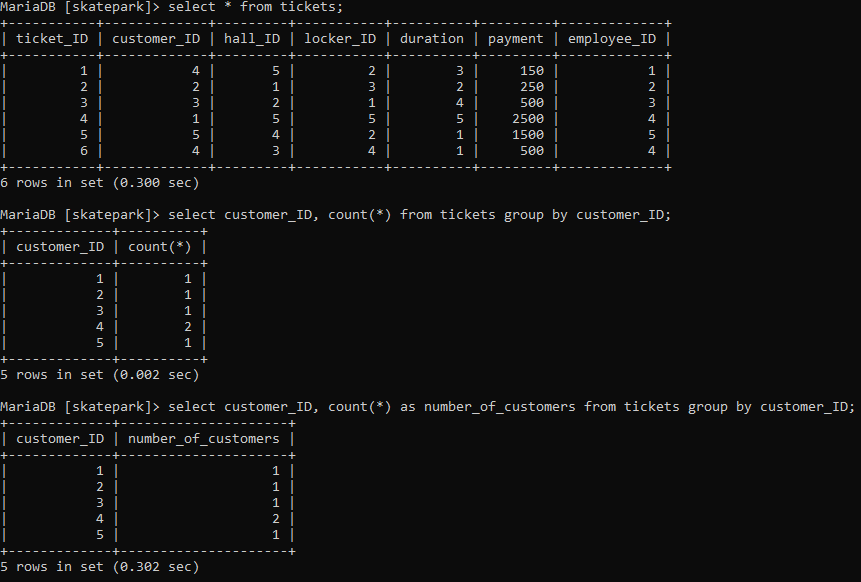 MariaDB [skatepark]> select * from tickets;
+-----------+-------------+---------+-----------+----------+---------+-------------+
| ticket_ID | customer_ID | hall_ID | locker_ID | duration | payment | employee_ID |
+-----------+-------------+---------+-----------+----------+---------+-------------+
|         1 |           4 |       5 |         2 |        3 |     150 |           1 |
|         2 |           2 |       1 |         3 |        2 |     250 |           2 |
|         3 |           3 |       2 |         1 |        4 |     500 |           3 |
|         4 |           1 |       5 |         5 |        5 |    2500 |           4 |
|         5 |           5 |       4 |         2 |        1 |    1500 |           5 |
|         6 |           4 |       3 |         4 |        1 |     500 |           4 |
+-----------+-------------+---------+-----------+----------+---------+-------------+
6 rows in set (0.300 sec)
MariaDB [skatepark]> select customer_ID, count(*) from tickets group by customer_ID;
+-------------+----------+
| customer_ID | count(*) |
+-------------+----------+
|           1 |        1 |
|           2 |        1 |
|           3 |        1 |
|           4 |        2 |
|           5 |        1 |
+-------------+----------+
5 rows in set (0.002 sec)
MariaDB [skatepark]> select customer_ID, count(*) as number_of_customers from tickets group by customer_ID;
+-------------+---------------------+
| customer_ID | number_of_customers |
+-------------+---------------------+
|           1 |                   1 |
|           2 |                   1 |
|           3 |                   1 |
|           4 |                   2 |
|           5 |                   1 |
+-------------+---------------------+
5 rows in set (0.302 sec)